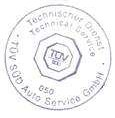 Technischer Dienst
Technical Service
TÜV
SÜD
050
TÜV SÜD Auto Service GmbH